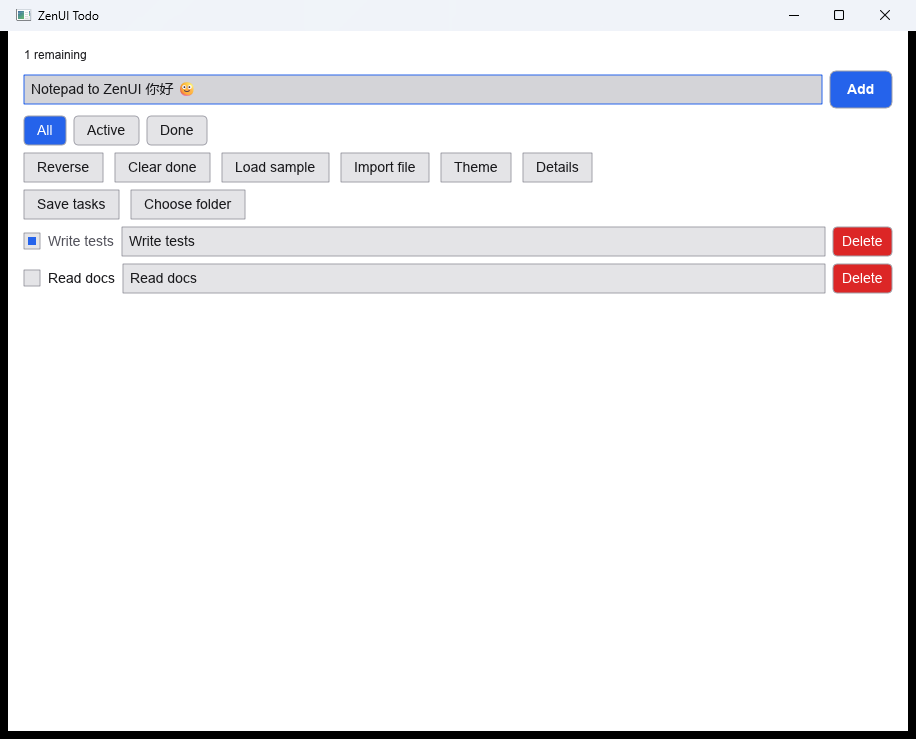 ZenUI Todo
1 remaining
Notepad to ZenUI 你好 🥳
Add
All Active Done
Reverse Clear done Load sample Import file Theme Details
Save tasks Choose folder
Write tests Write tests Delete
Read docs Read docs Delete